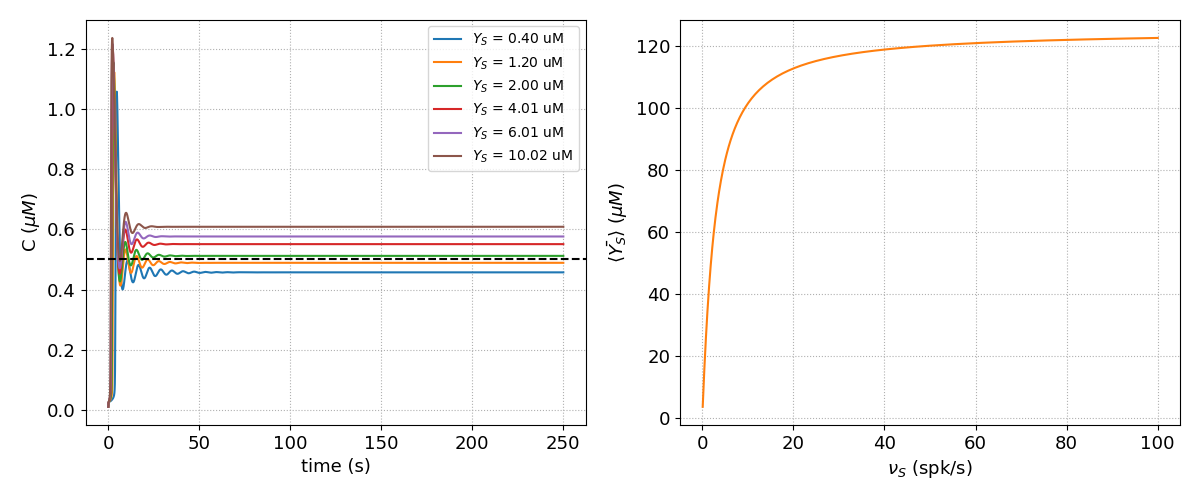 C (μM)
1.2
1.0
0.8
0.6
0.4
0.2
0.0
0
50
100
150
200
250
time (s)
Y_S = 0.40 uM
Y_S = 1.20 uM
Y_S = 2.00 uM
Y_S = 4.01 uM
Y_S = 6.01 uM
Y_S = 10.02 uM
⟨Ȳ_S⟩ (μM)
120
100
80
60
40
20
0
0
20
40
60
80
100
ν_S (spk/s)